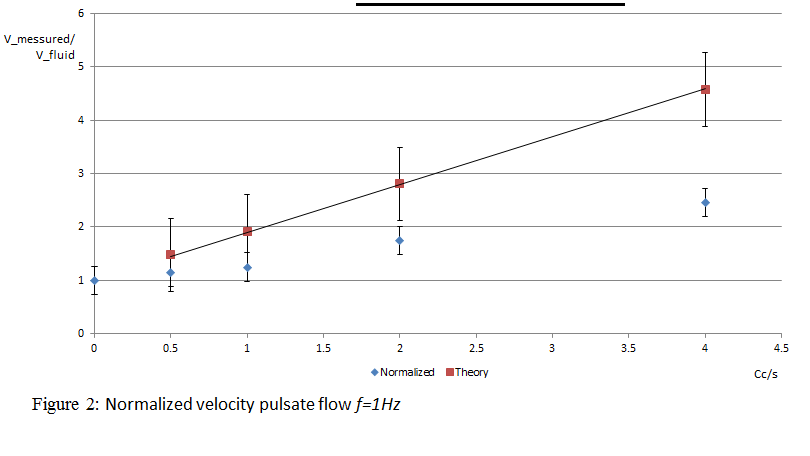 6
V_messured/
V_fluid
5
4
3
2
1
0
0 0.5 1 1.5 2 2.5 3 3.5 4 4.5
Normalized Theory
Cc/s
Figure 2: Normalized velocity pulsate flow f=1Hz